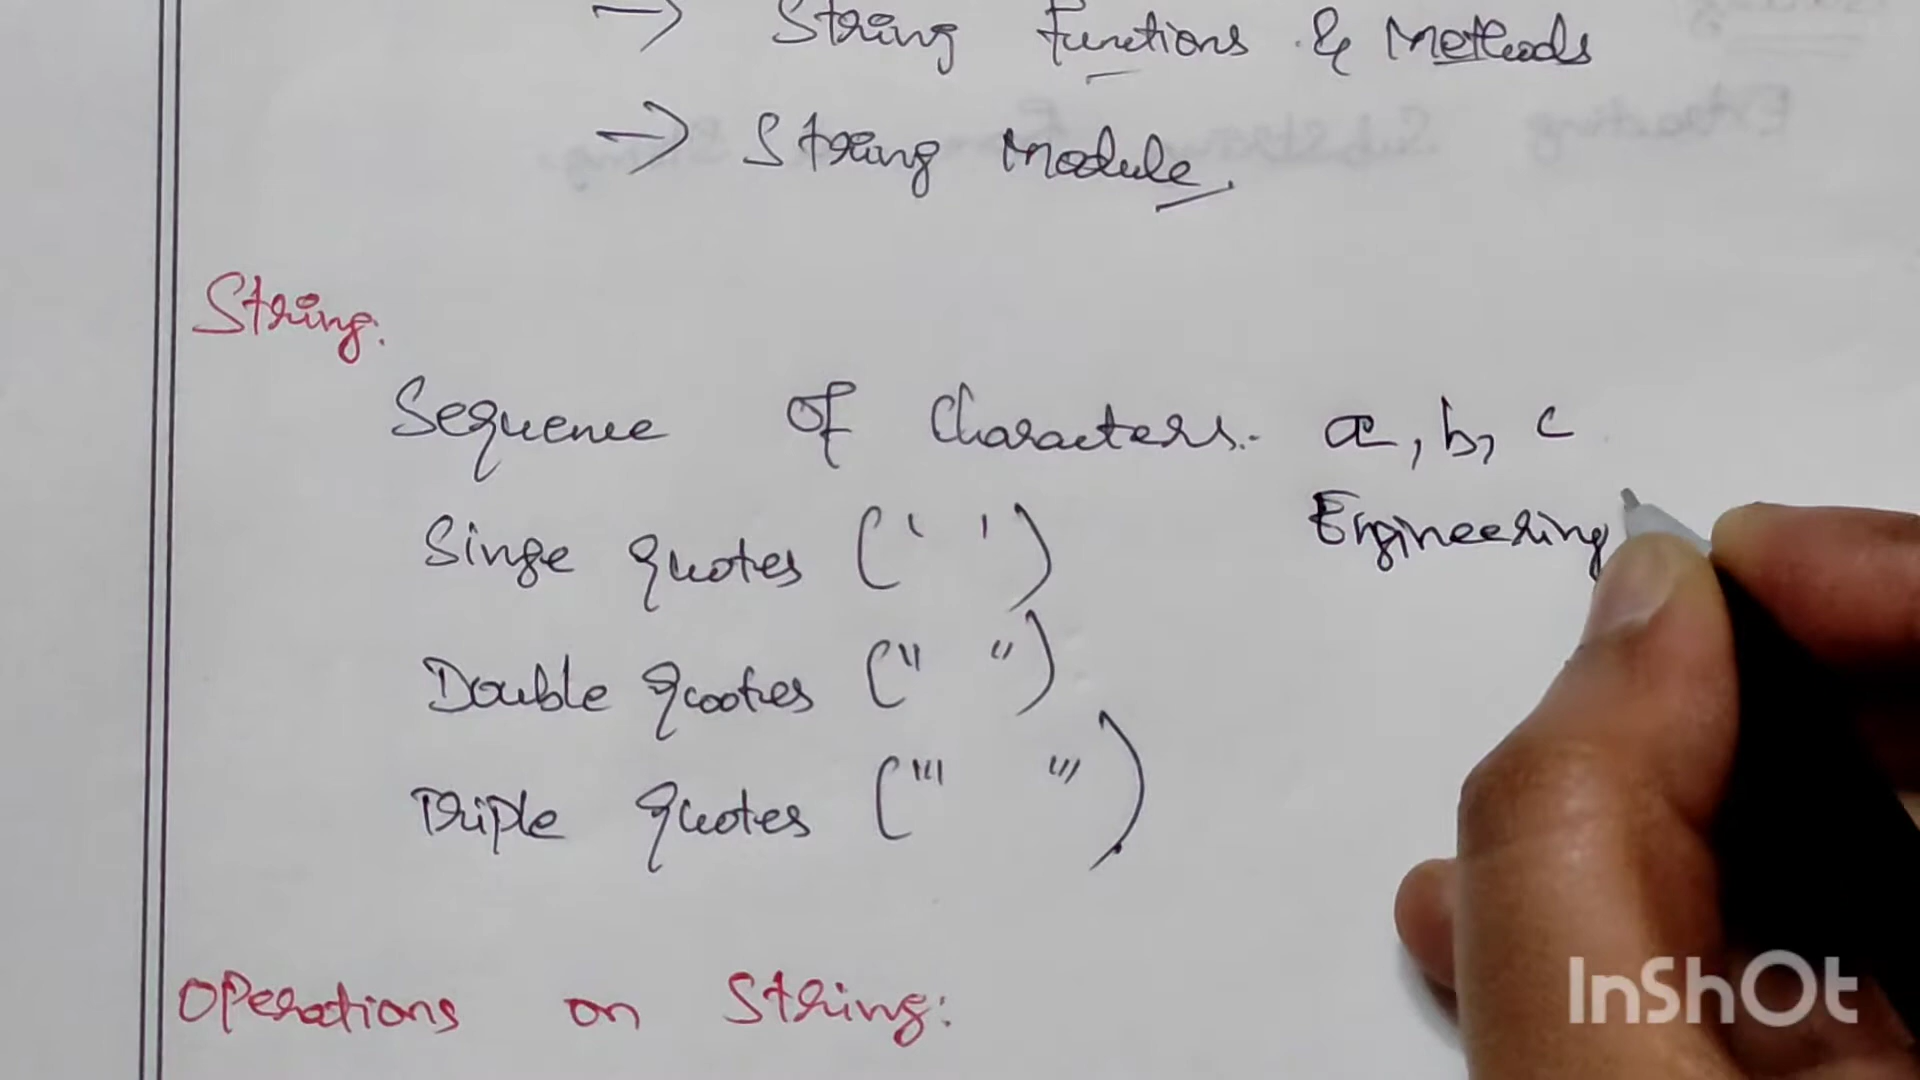 → String Functions & Methods
→ String Module.
String:
Sequence Of Characters. a, b, c
Engineering
Singe quotes (' ')
Double quotes (" ")
Triple quotes (''' ''')
Operations on String:
InShOt